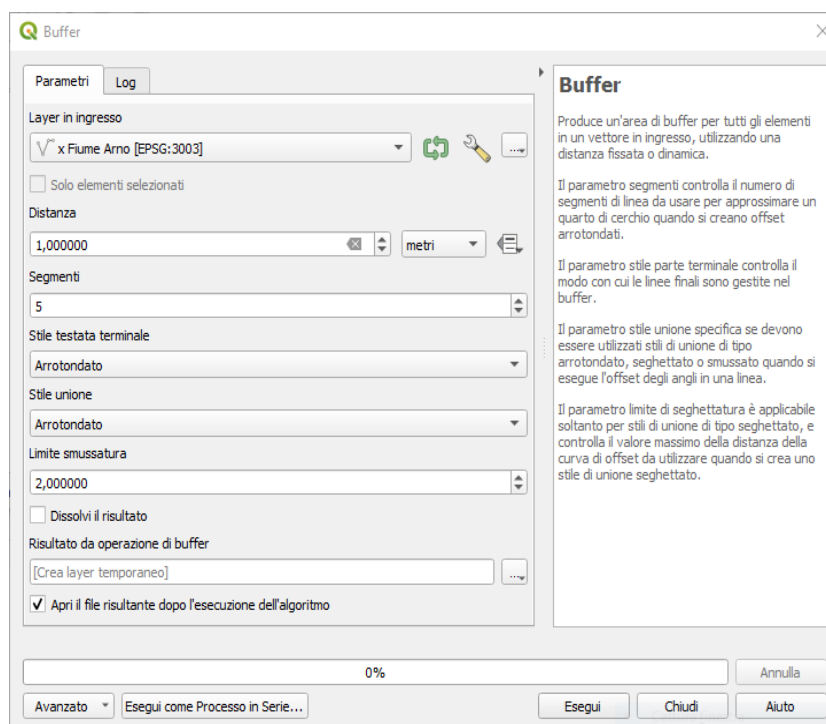 Buffer
Parametri
Log
Layer in ingresso
x Fiume Arno [EPSG:3003]
...
Solo elementi selezionati
Distanza
1,000000
metri
Segmenti
5
Stile testata terminale
Arrotondato
Stile unione
Arrotondato
Limite smussatura
2,000000
Dissolvi il risultato
Risultato da operazione di buffer
[Crea layer temporaneo]
...
Apri il file risultante dopo l'esecuzione dell'algoritmo
Buffer
Produce un'area di buffer per tutti gli elementi
in un vettore in ingresso, utilizzando una
distanza fissata o dinamica.
Il parametro segmenti controlla il numero di
segmenti di linea da usare per approssimare un
quarto di cerchio quando si creano offset
arrotondati.
Il parametro stile parte terminale controlla il
modo con cui le linee finali sono gestite nel
buffer.
Il parametro stile unione specifica se devono
essere utilizzati stili di unione di tipo
arrotondato, seghettato o smussato quando si
esegue l'offset degli angli in una linea.
Il parametro limite di seghettatura è applicabile
soltanto per stili di unione di tipo seghettato, e
controlla il valore massimo della distanza della
curva di offset da utilizzare quando si crea uno
stile di unione seghettato.
0%
Annulla
Avanzato
Esegui come Processo in Serie...
Esegui
Chiudi
Aiuto